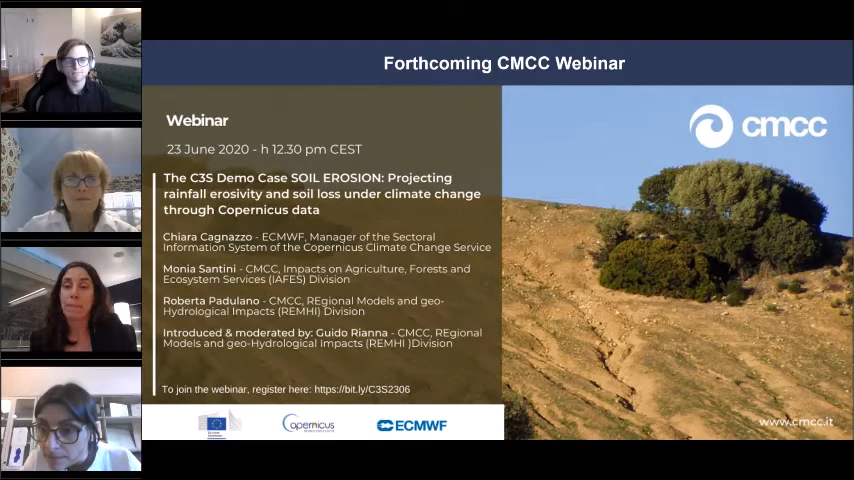 Forthcoming CMCC Webinar
cmcc
Webinar
23 June 2020 - h 12.30 pm CEST
The C3S Demo Case SOIL EROSION: Projecting
rainfall erosivity and soil loss under climate change
through Copernicus data
Chiara Cagnazzo - ECMWF, Manager of the Sectoral
Information System of the Copernicus Climate Change Service
Monia Santini - CMCC, Impacts on Agriculture, Forests and
Ecosystem Services (IAFES) Division
Roberta Padulano - CMCC, REgional Models and geo-
Hydrological Impacts (REMHI) Division
Introduced & moderated by: Guido Rianna - CMCC, REgional
Models and geo-Hydrological Impacts (REMHI )Division
To join the webinar, register here: https://bit.ly/C3S2306
opernicus
ECMWF
www.cmcc.it